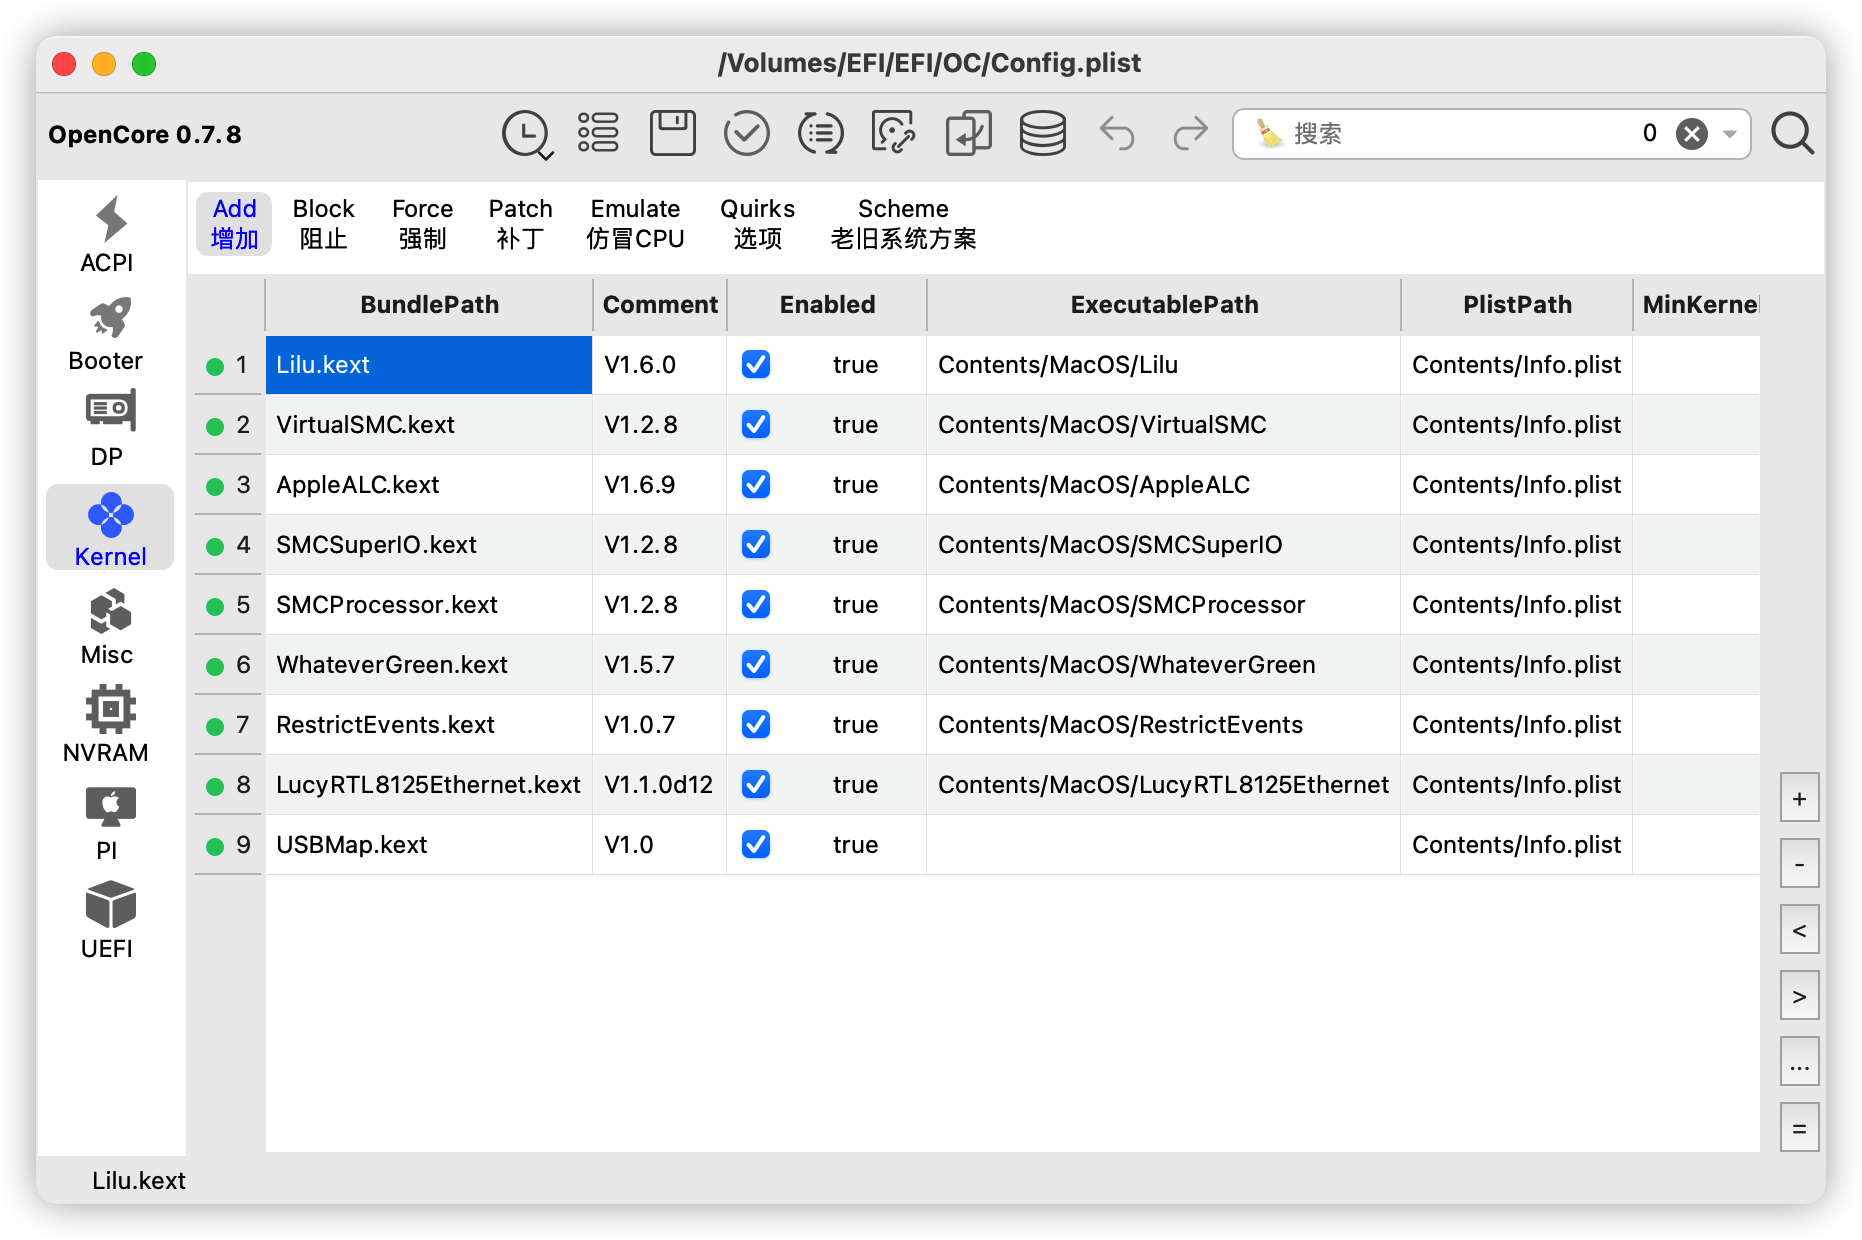 /Volumes/EFI/EFI/OC/Config.plist
OpenCore 0.7.8
搜索 0
ACPI
Booter
DP
Kernel
Misc
NVRAM
PI
UEFI
Add Block Force Patch Emulate Quirks Scheme
增加 阻止 强制 补丁 仿冒CPU 选项 老旧系统方案
BundlePath Comment Enabled ExecutablePath PlistPath MinKernel
1 Lilu.kext V1.6.0 true Contents/MacOS/Lilu Contents/Info.plist
2 VirtualSMC.kext V1.2.8 true Contents/MacOS/VirtualSMC Contents/Info.plist
3 AppleALC.kext V1.6.9 true Contents/MacOS/AppleALC Contents/Info.plist
4 SMCSuperIO.kext V1.2.8 true Contents/MacOS/SMCSuperIO Contents/Info.plist
5 SMCProcessor.kext V1.2.8 true Contents/MacOS/SMCProcessor Contents/Info.plist
6 WhateverGreen.kext V1.5.7 true Contents/MacOS/WhateverGreen Contents/Info.plist
7 RestrictEvents.kext V1.0.7 true Contents/MacOS/RestrictEvents Contents/Info.plist
8 LucyRTL8125Ethernet.kext V1.1.0d12 true Contents/MacOS/LucyRTL8125Ethernet Contents/Info.plist
9 USBMap.kext V1.0 true Contents/Info.plist
+
-
<
>
...
=
Lilu.kext